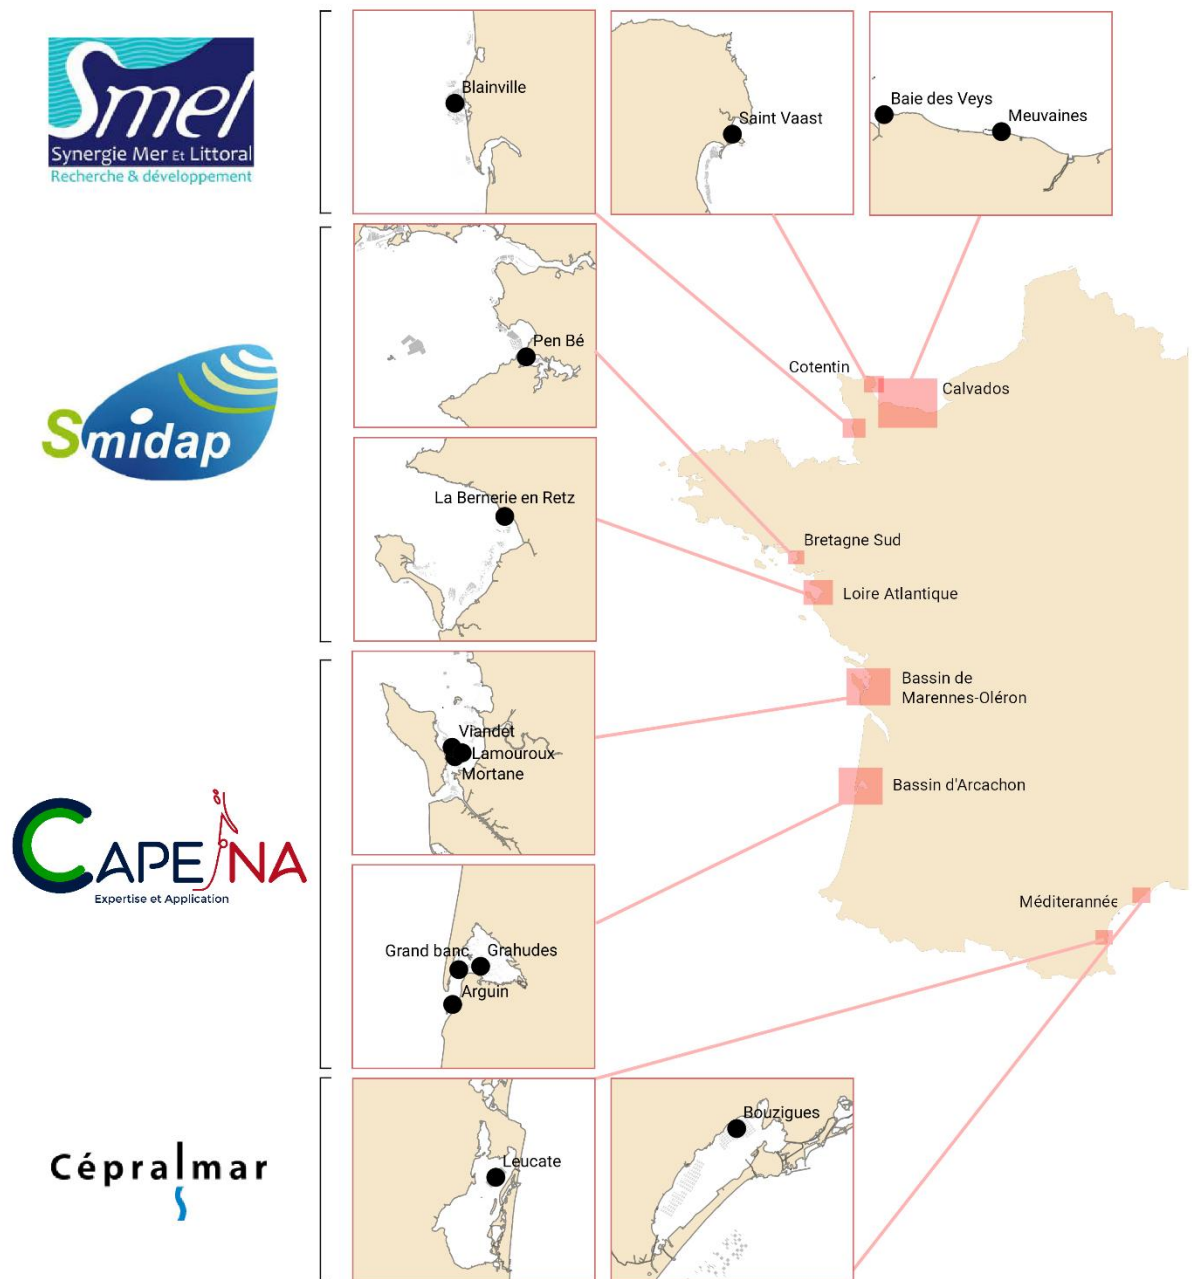 Smel
Synergie Mer Et Littoral
Recherche & développement
Blainville
Saint Vaast
Baie des Veys
Meuvaines
Pen Bé
Smidap
La Bernerie en Retz
Cotentin
Calvados
Bretagne Sud
Loire Atlantique
Bassin de
Marennes-Oléron
Bassin d'Arcachon
Méditerannée
Viandet
Lamouroux
Mortane
CAPENA
Expertise et Application
Grand banc
Grahudes
Arguin
Cépralmar
Leucate
Bouzigues